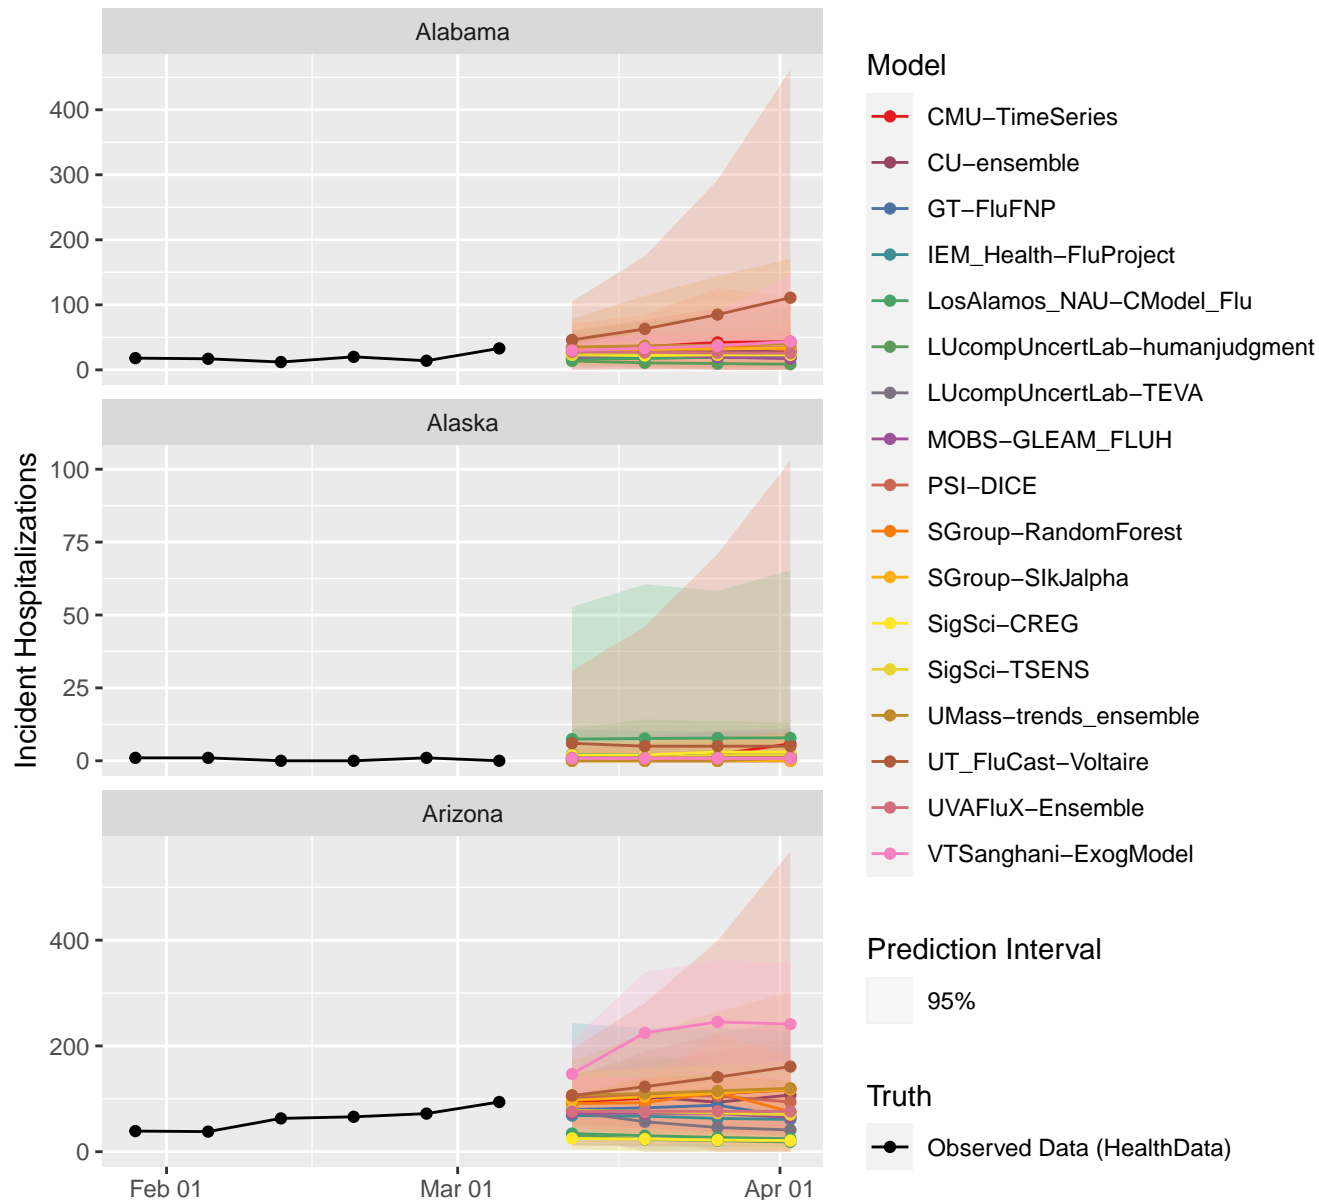 Alabama
400
300
200
100
0
Alaska
100
75
50
25
0
Arizona
400
200
0
Feb 01
Mar 01
Apr 01
Incident Hospitalizations
Model
CMU−TimeSeries
CU−ensemble
GT−FluFNP
IEM_Health−FluProject
LosAlamos_NAU−CModel_Flu
LUcompUncertLab−humanjudgment
LUcompUncertLab−TEVA
MOBS−GLEAM_FLUH
PSI−DICE
SGroup−RandomForest
SGroup−SIkJalpha
SigSci−CREG
SigSci−TSENS
UMass−trends_ensemble
UT_FluCast−Voltaire
UVAFluX−Ensemble
VTSanghani−ExogModel
Prediction Interval
95%
Truth
Observed Data (HealthData)